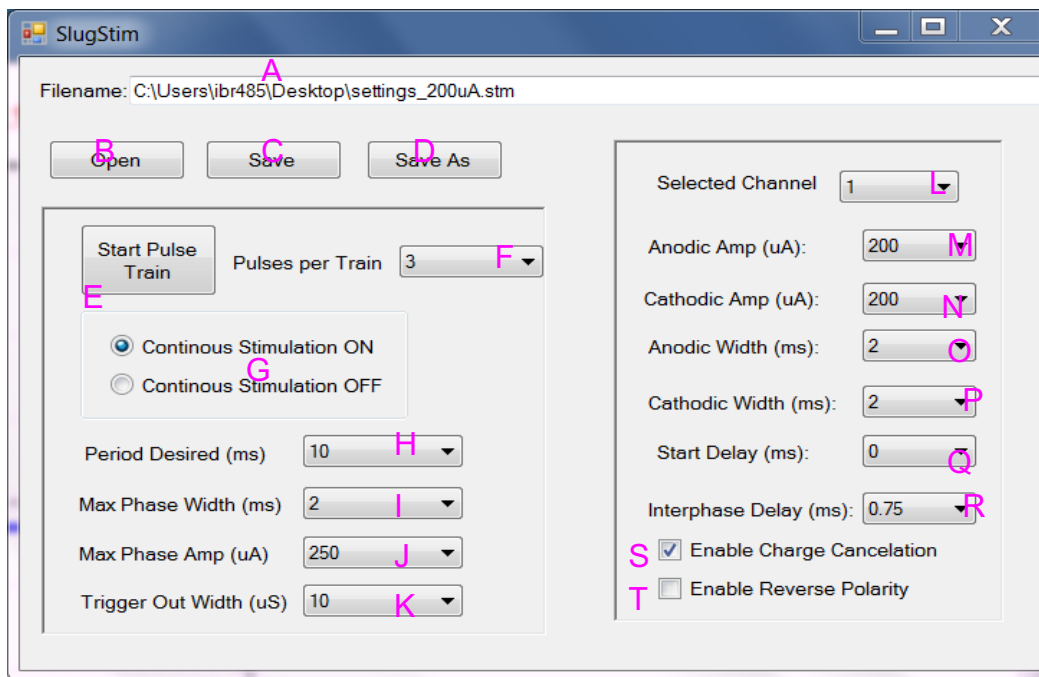 SlugStim
A
Filename: C:\Users\ibr485\Desktop\settings_200uA.stm
B C D
Open Save Save As
Start Pulse
Train
E
Pulses per Train 3 F
Continous Stimulation ON
G
Continous Stimulation OFF
Period Desired (ms) 10 H
Max Phase Width (ms) 2 I
Max Phase Amp (uA) 250 J
Trigger Out Width (uS) 10 K
Selected Channel 1 L
Anodic Amp (uA): 200 M
Cathodic Amp (uA): 200 N
Anodic Width (ms): 2 O
Cathodic Width (ms): 2 P
Start Delay (ms): 0 Q
Interphase Delay (ms): 0.75 R
S Enable Charge Cancelation
T Enable Reverse Polarity